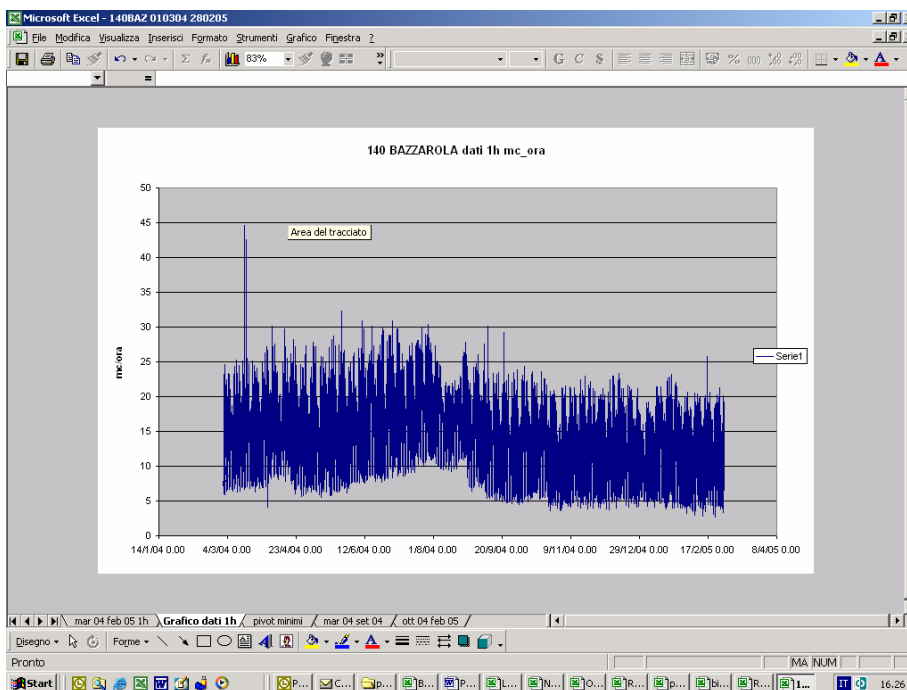 Microsoft Excel - 140BAZ 010304 280205
File Modifica Visualizza Inserisci Formato Strumenti Grafico Finestra ?
83% G C S % 000
=
140 BAZZAROLA dati 1h mc_ora
50
45
Area del tracciato
40
35
30
25
Serie1
mc/ora
20
15
10
5
0
14/1/04 0.00 4/3/04 0.00 23/4/04 0.00 12/6/04 0.00 1/8/04 0.00 20/9/04 0.00 9/11/04 0.00 29/12/04 0.00 17/2/05 0.00 8/4/05 0.00
mar 04 feb 05 1h Grafico dati 1h pivot minimi mar 04 set 04 ott 04 feb 05
Disegno Forme
Pronto MA NUM
Start P... C... p... B... P... L... N... O... R... p... bi... R... 1... IT 16.26